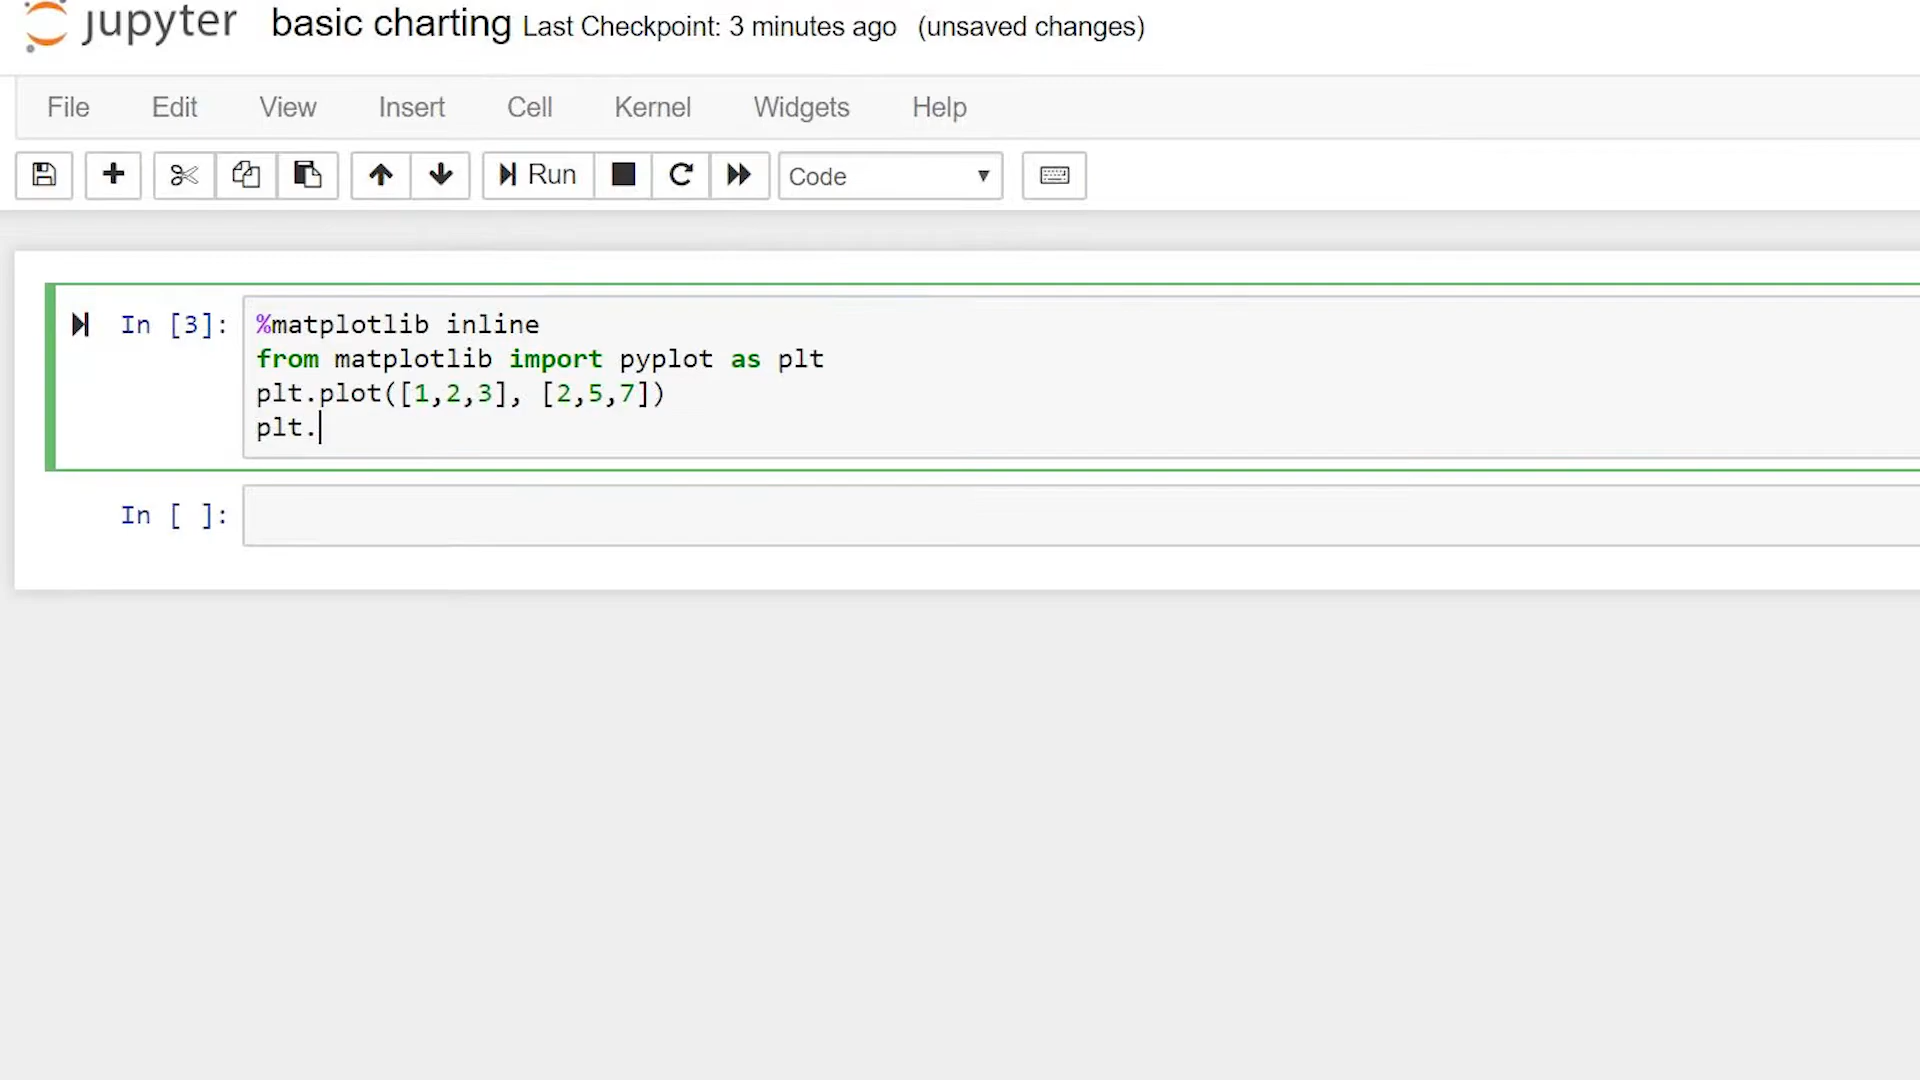 jupyter basic charting Last Checkpoint: 3 minutes ago (unsaved changes)
File Edit View Insert Cell Kernel Widgets Help
Run Code
In [3]: %matplotlib inline
from matplotlib import pyplot as plt
plt.plot([1,2,3], [2,5,7])
plt.
In [ ]: